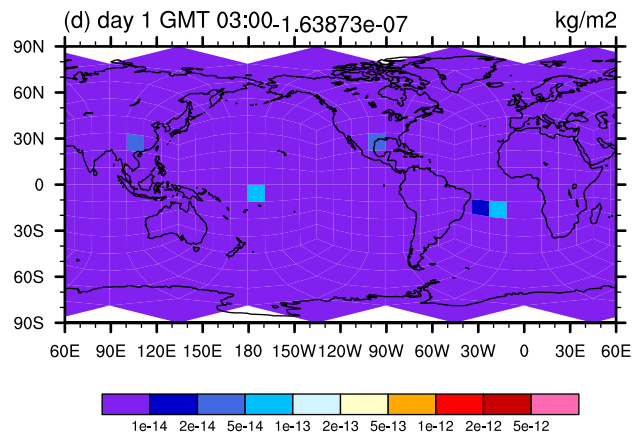 (d) day 1 GMT 03:00 -1.63873e-07 kg/m2
90N
60N
30N
0
30S
60S
90S
60E 90E 120E 150E 180 150W 120W 90W 60W 30W 0 30E 60E
1e-14 2e-14 5e-14 1e-13 2e-13 5e-13 1e-12 2e-12 5e-12